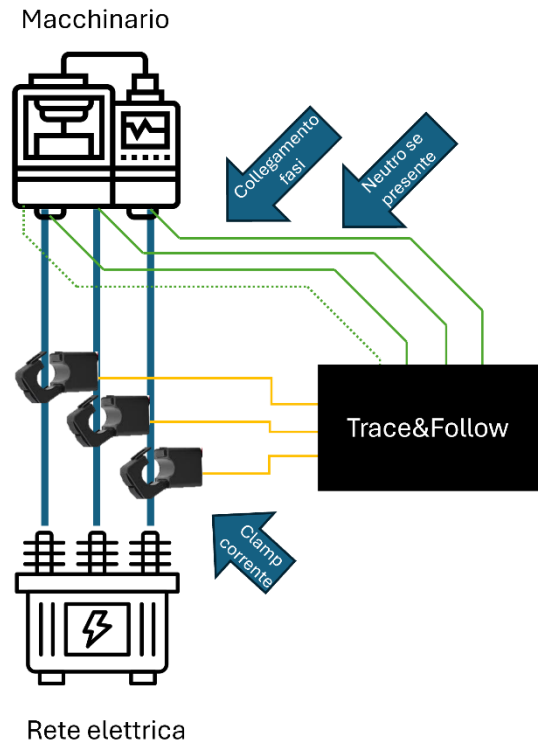 Macchinario
Collegamento
fasi
Neutro se
presente
Trace&Follow
Clamp
corrente
Rete elettrica